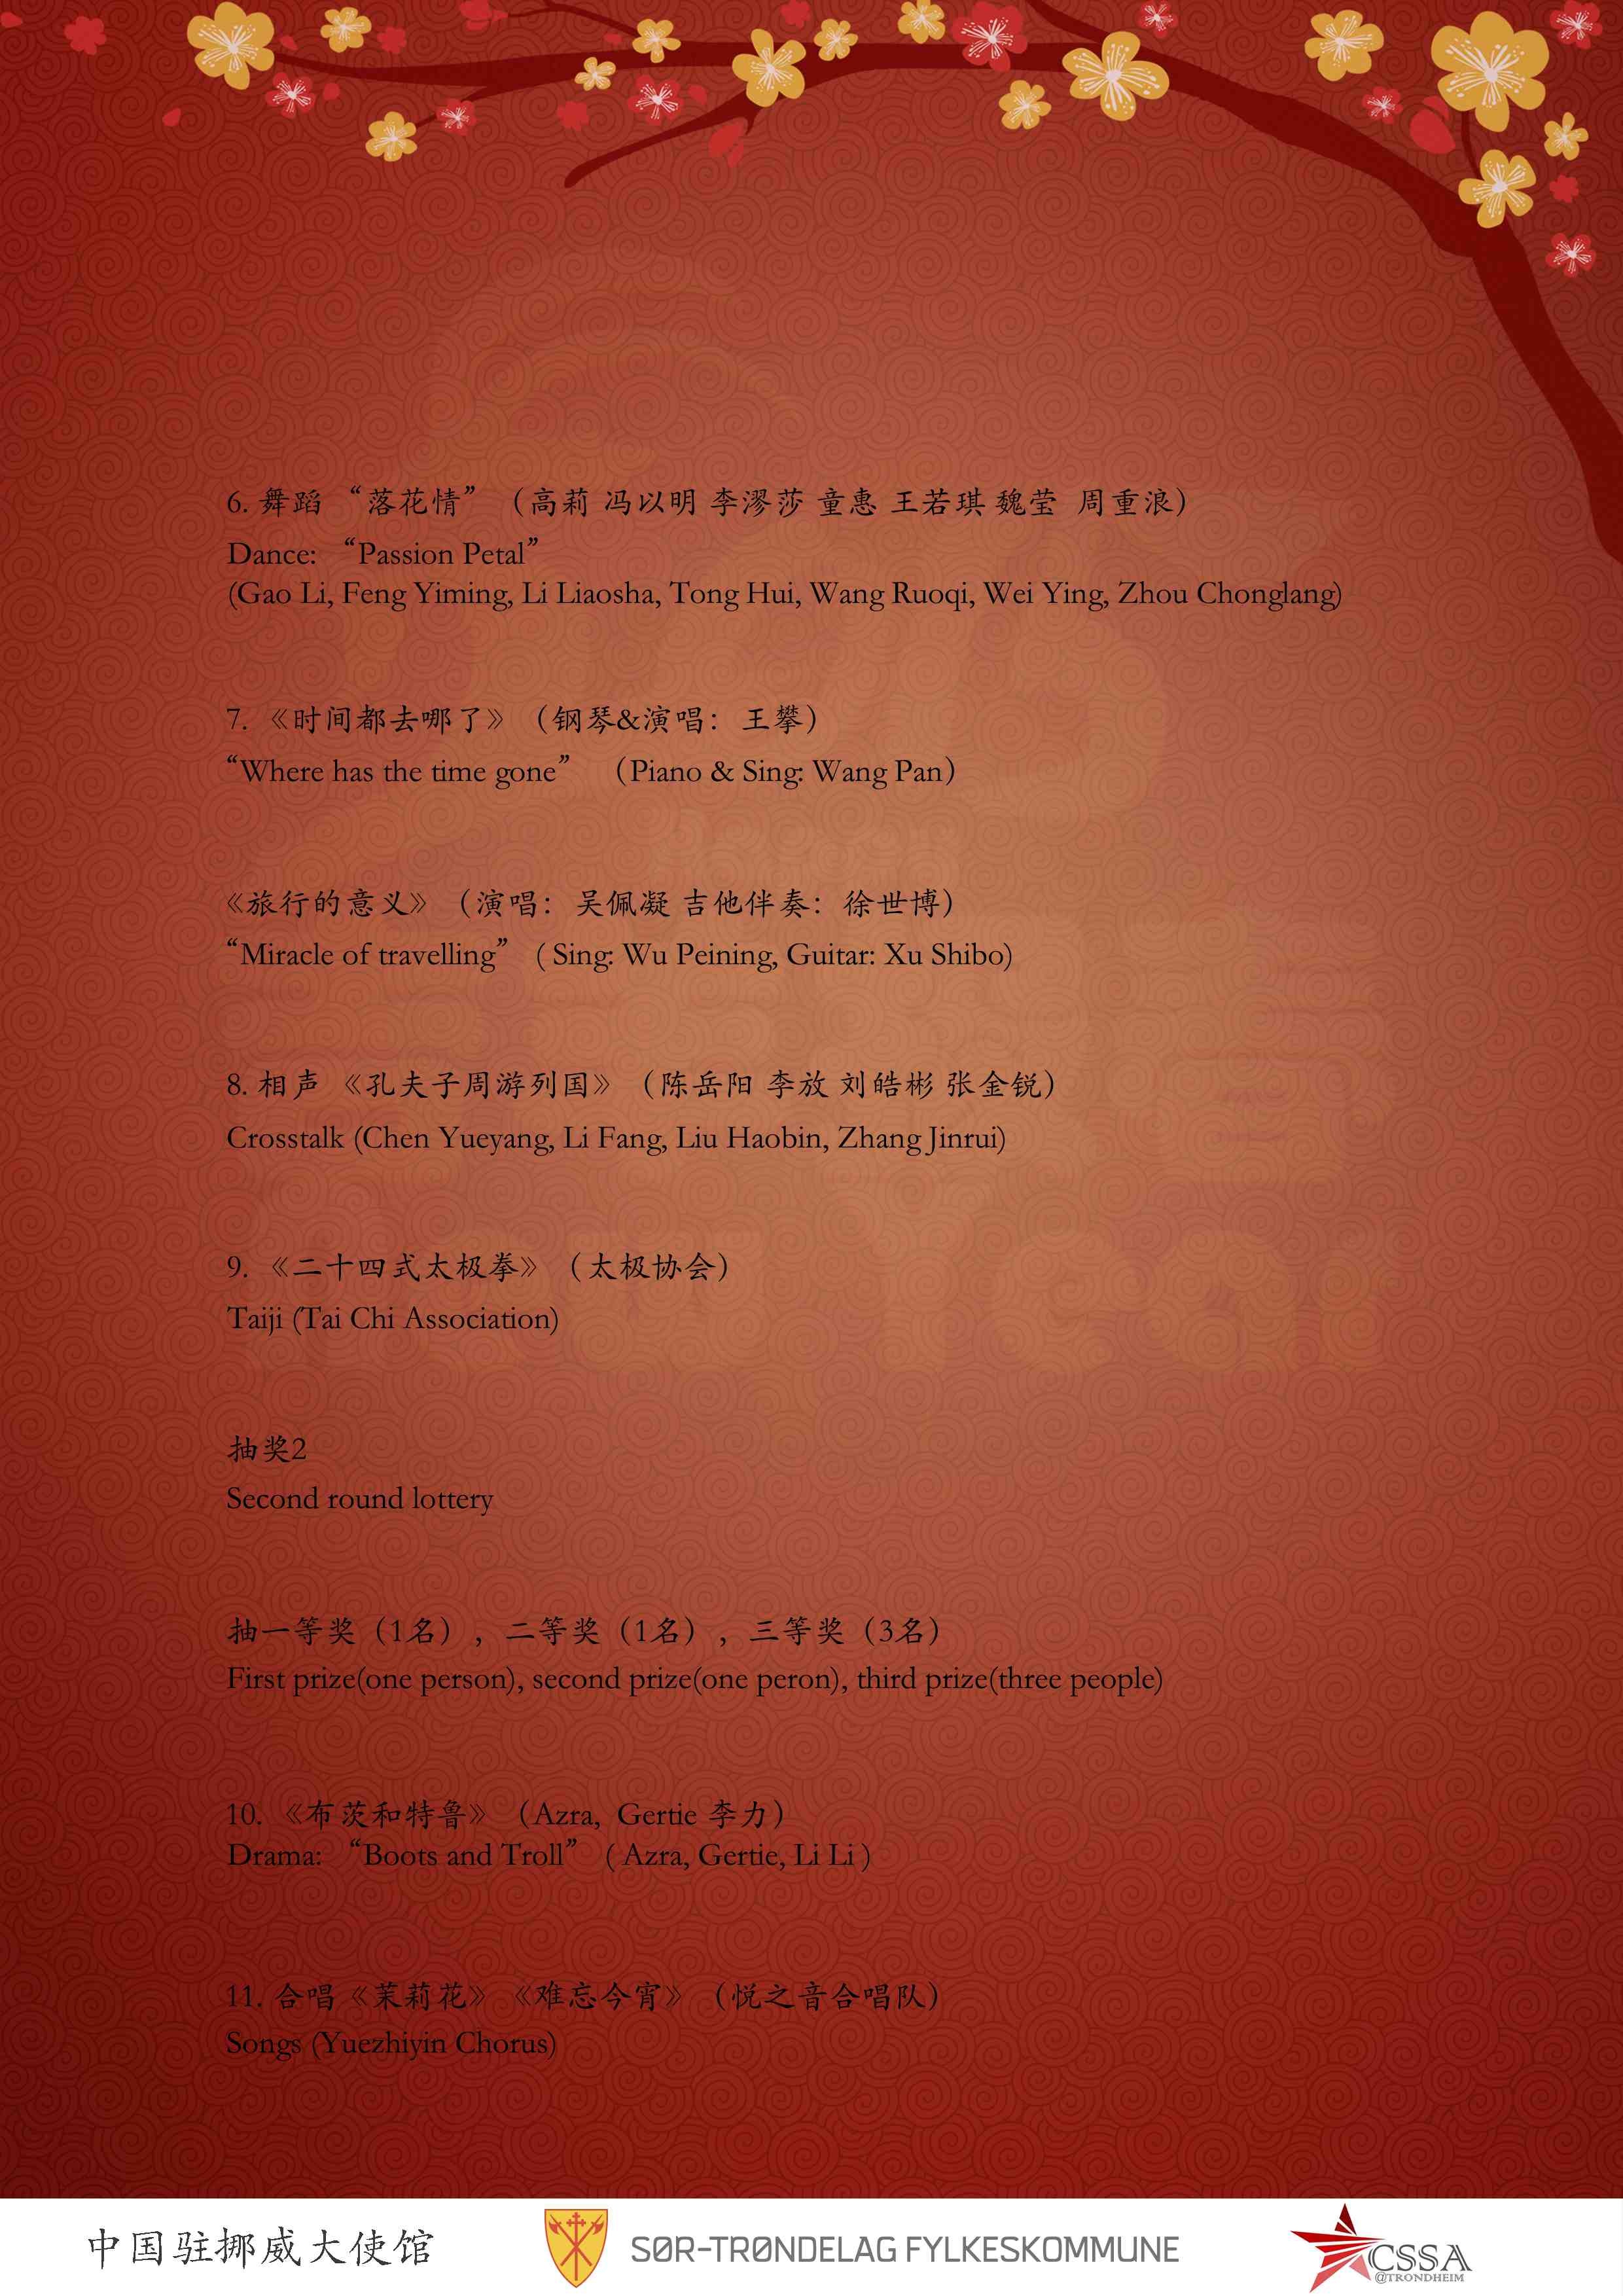 6. 舞蹈 “落花情” （高莉 冯以明 李漻莎 童惠 王若琪 魏莹 周重浪）
Dance: “Passion Petal”
(Gao Li, Feng Yiming, Li Liaosha, Tong Hui, Wang Ruoqi, Wei Ying, Zhou Chonglang)
7. 《时间都去哪了》（钢琴&演唱：王攀）
“Where has the time gone” （Piano & Sing: Wang Pan）
《旅行的意义》（演唱：吴佩凝 吉他伴奏：徐世博）
“Miracle of travelling” ( Sing: Wu Peining, Guitar: Xu Shibo)
8. 相声 《孔夫子周游列国》（陈岳阳 李放 刘皓彬 张金锐）
Crosstalk (Chen Yueyang, Li Fang, Liu Haobin, Zhang Jinrui)
9. 《二十四式太极拳》（太极协会）
Taiji (Tai Chi Association)
抽奖2
Second round lottery
抽一等奖（1名），二等奖（1名），三等奖（3名）
First prize(one person), second prize(one peron), third prize(three people)
10. 《布茨和特鲁》（Azra, Gertie 李力）
Drama: “Boots and Troll” ( Azra, Gertie, Li Li )
11. 合唱《茉莉花》《难忘今宵》（悦之音合唱队）
Songs (Yuezhiyin Chorus)
中国驻挪威大使馆
SØR-TRØNDELAG FYLKESKOMMUNE
CSSA
@TRONDHEIM